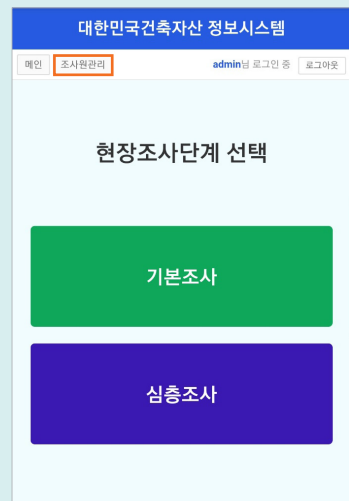 대한민국건축자산 정보시스템
메인 조사원관리 admin님 로그인 중 로그아웃
현장조사단계 선택
기본조사
심층조사